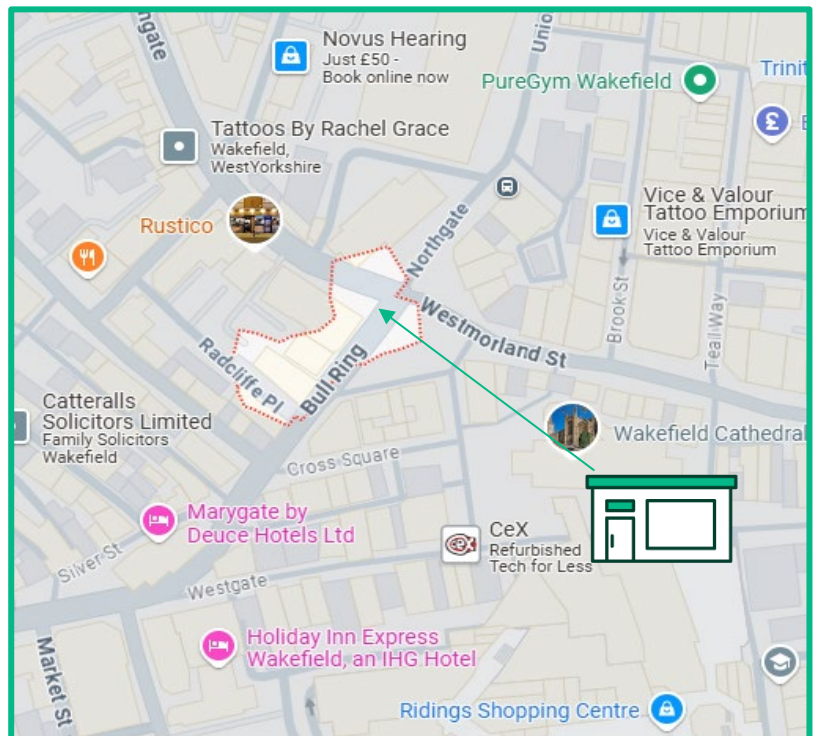 ngate
Novus Hearing
Just £50 -
Book online now
Unio
PureGym Wakefield
Trinit
£
Tattoos By Rachel Grace
Wakefield,
WestYorkshire
Vice & Valour
Tattoo Emporium
Vice & Valour
Tattoo Emporium
Rustico
Northgate
Westmorland St
Brook St
Teall Way
Radcliffe Pl
Bull Ring
Catteralls
Solicitors Limited
Family Solicitors
Wakefield
Wakefield Cathedral
Cross Square
Marygate by
Deuce Hotels Ltd
CeX
Refurbished
Tech for Less
Silver St
Westgate
Holiday Inn Express
Wakefield, an IHG Hotel
Market St
Ridings Shopping Centre